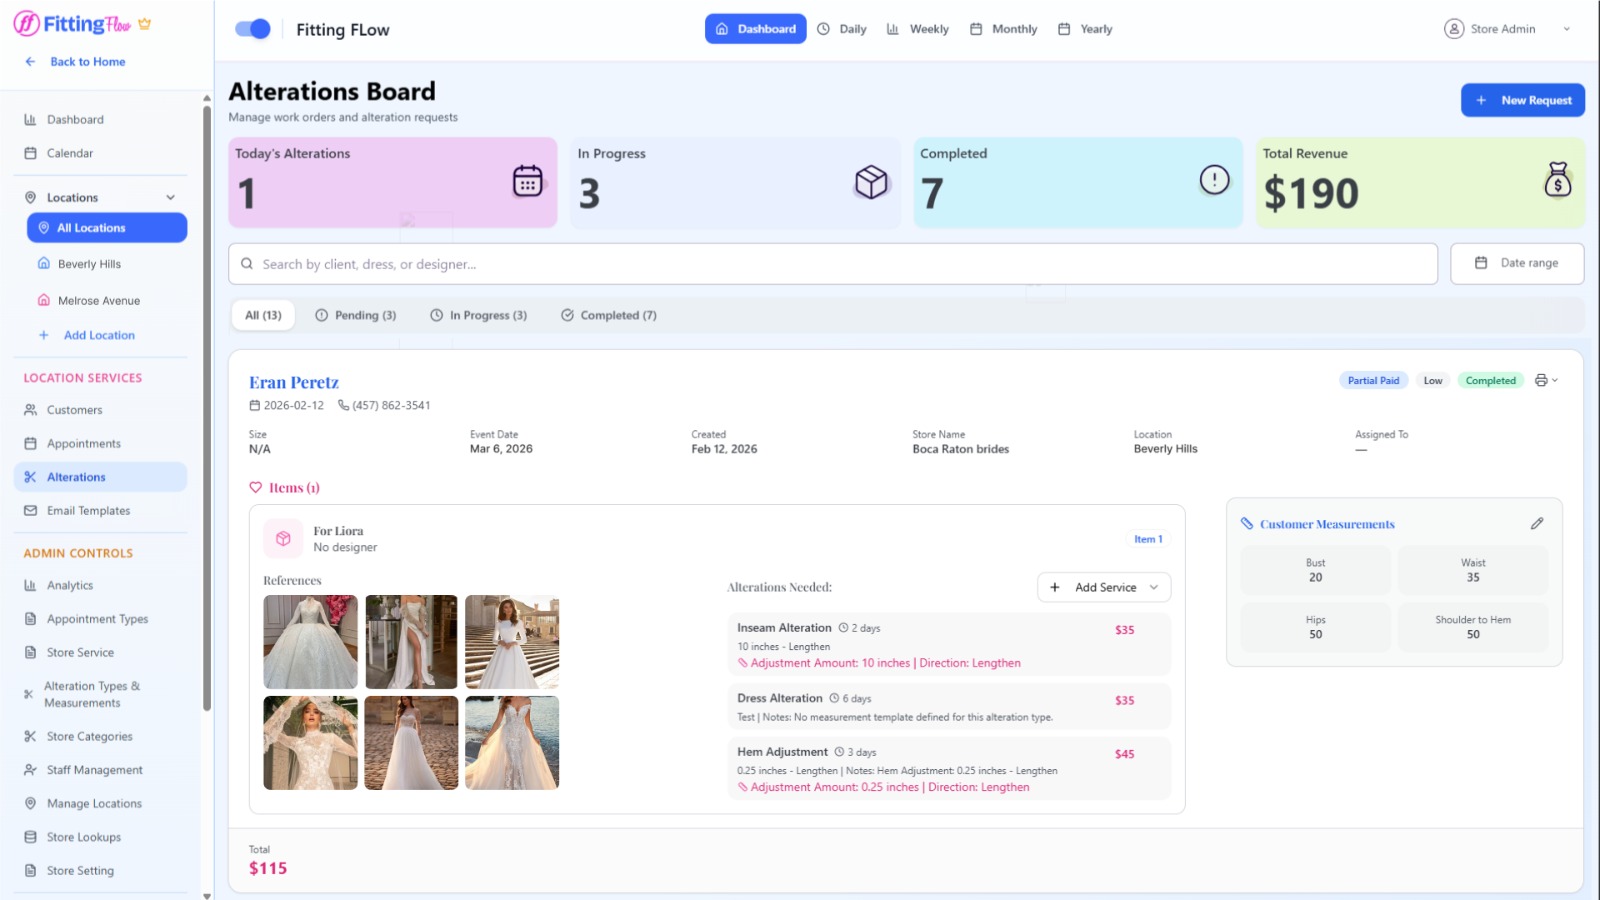 FittingFlow
Back to Home
Dashboard
Calendar
Locations
All Locations
Beverly Hills
Melrose Avenue
+ Add Location
LOCATION SERVICES
Customers
Appointments
Alterations
Email Templates
ADMIN CONTROLS
Analytics
Appointment Types
Store Service
Alteration Types &
Measurements
Store Categories
Staff Management
Manage Locations
Store Lookups
Store Setting
Fitting FLow
Dashboard
Daily
Weekly
Monthly
Yearly
Store Admin
Alterations Board
Manage work orders and alteration requests
+ New Request
Today's Alterations
1
In Progress
3
Completed
7
Total Revenue
$190
Search by client, dress, or designer...
Date range
All (13)
Pending (3)
In Progress (3)
Completed (7)
Eran Peretz
Partial Paid
Low
Completed
2026-02-12
(457) 862-3541
Size
N/A
Event Date
Mar 6, 2026
Created
Feb 12, 2026
Store Name
Boca Raton brides
Location
Beverly Hills
Assigned To
—
Items (1)
For Liora
No designer
Item 1
References
Alterations Needed:
+ Add Service
Inseam Alteration 2 days $35
10 inches - Lengthen
Adjustment Amount: 10 inches | Direction: Lengthen
Dress Alteration 6 days $35
Test | Notes: No measurement template defined for this alteration type.
Hem Adjustment 3 days $45
0.25 inches - Lengthen | Notes: Hem Adjustment: 0.25 inches - Lengthen
Adjustment Amount: 0.25 inches | Direction: Lengthen
Customer Measurements
Bust
20
Waist
35
Hips
50
Shoulder to Hem
50
Total
$115